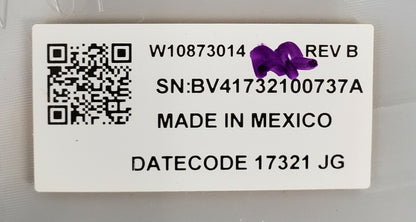 W10873014 REV B
SN:BV41732100737A
MADE IN MEXICO
DATECODE 17321 JG